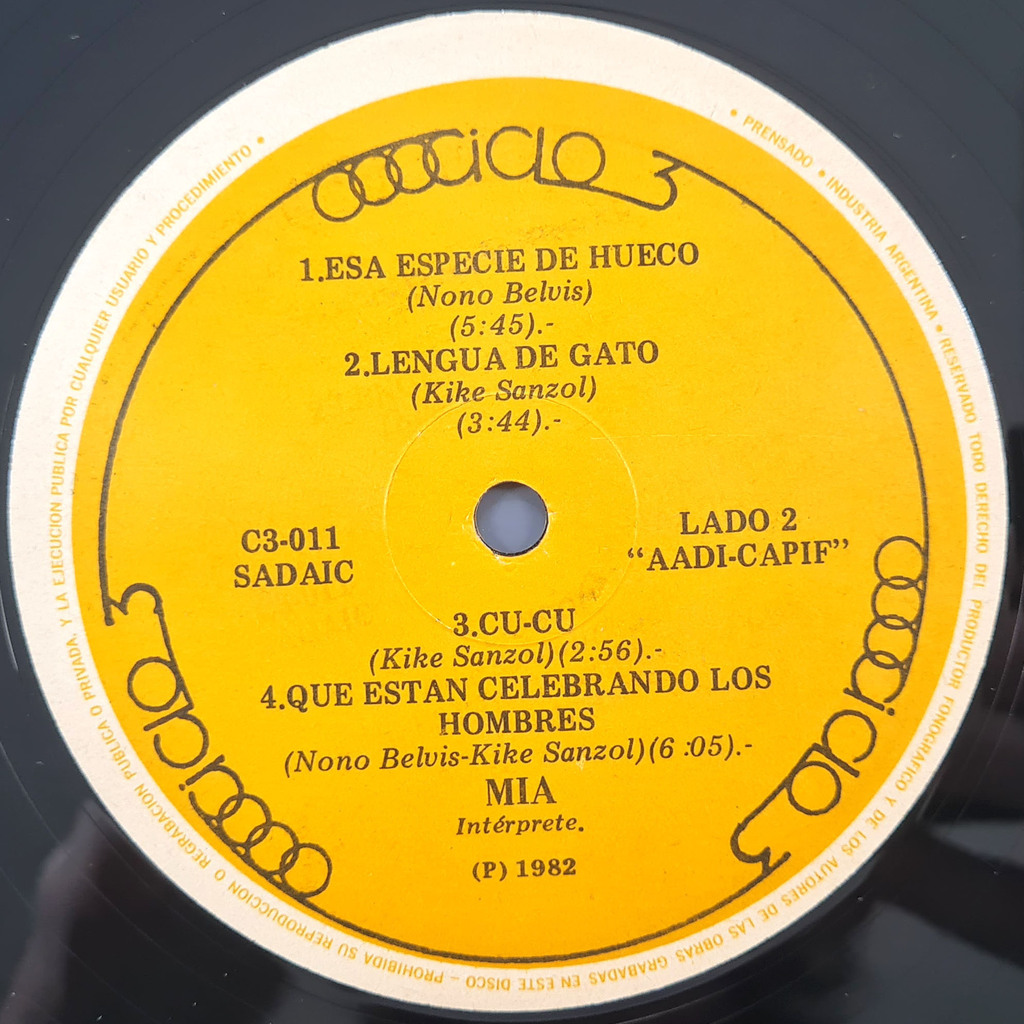 ciclo 3
1.ESA ESPECIE DE HUECO
(Nono Belvis)
(5:45).-
2.LENGUA DE GATO
(Kike Sanzol)
(3:44).-
C3-011
SADAIC
LADO 2
“AADI-CAPIF”
3.CU-CU
(Kike Sanzol)(2:56).-
4.QUE ESTAN CELEBRANDO LOS
HOMBRES
(Nono Belvis-Kike Sanzol)(6 :05).-
MIA
Intérprete.
(P) 1982
ciclo 3
ciclo 3
• PRENSADO • INDUSTRIA ARGENTINA • RESERVADO TODO DERECHO DEL PRODUCTOR FONOGRAFICO Y DE LOS AUTORES DE LAS OBRAS GRABADAS EN ESTE DISCO – PROHIBIDA SU REPRODUCCION O REGRABACION PUBLICA O PRIVADA, Y LA EJECUCION PUBLICA POR CUALQUIER USUARIO Y PROCEDIMIENTO •